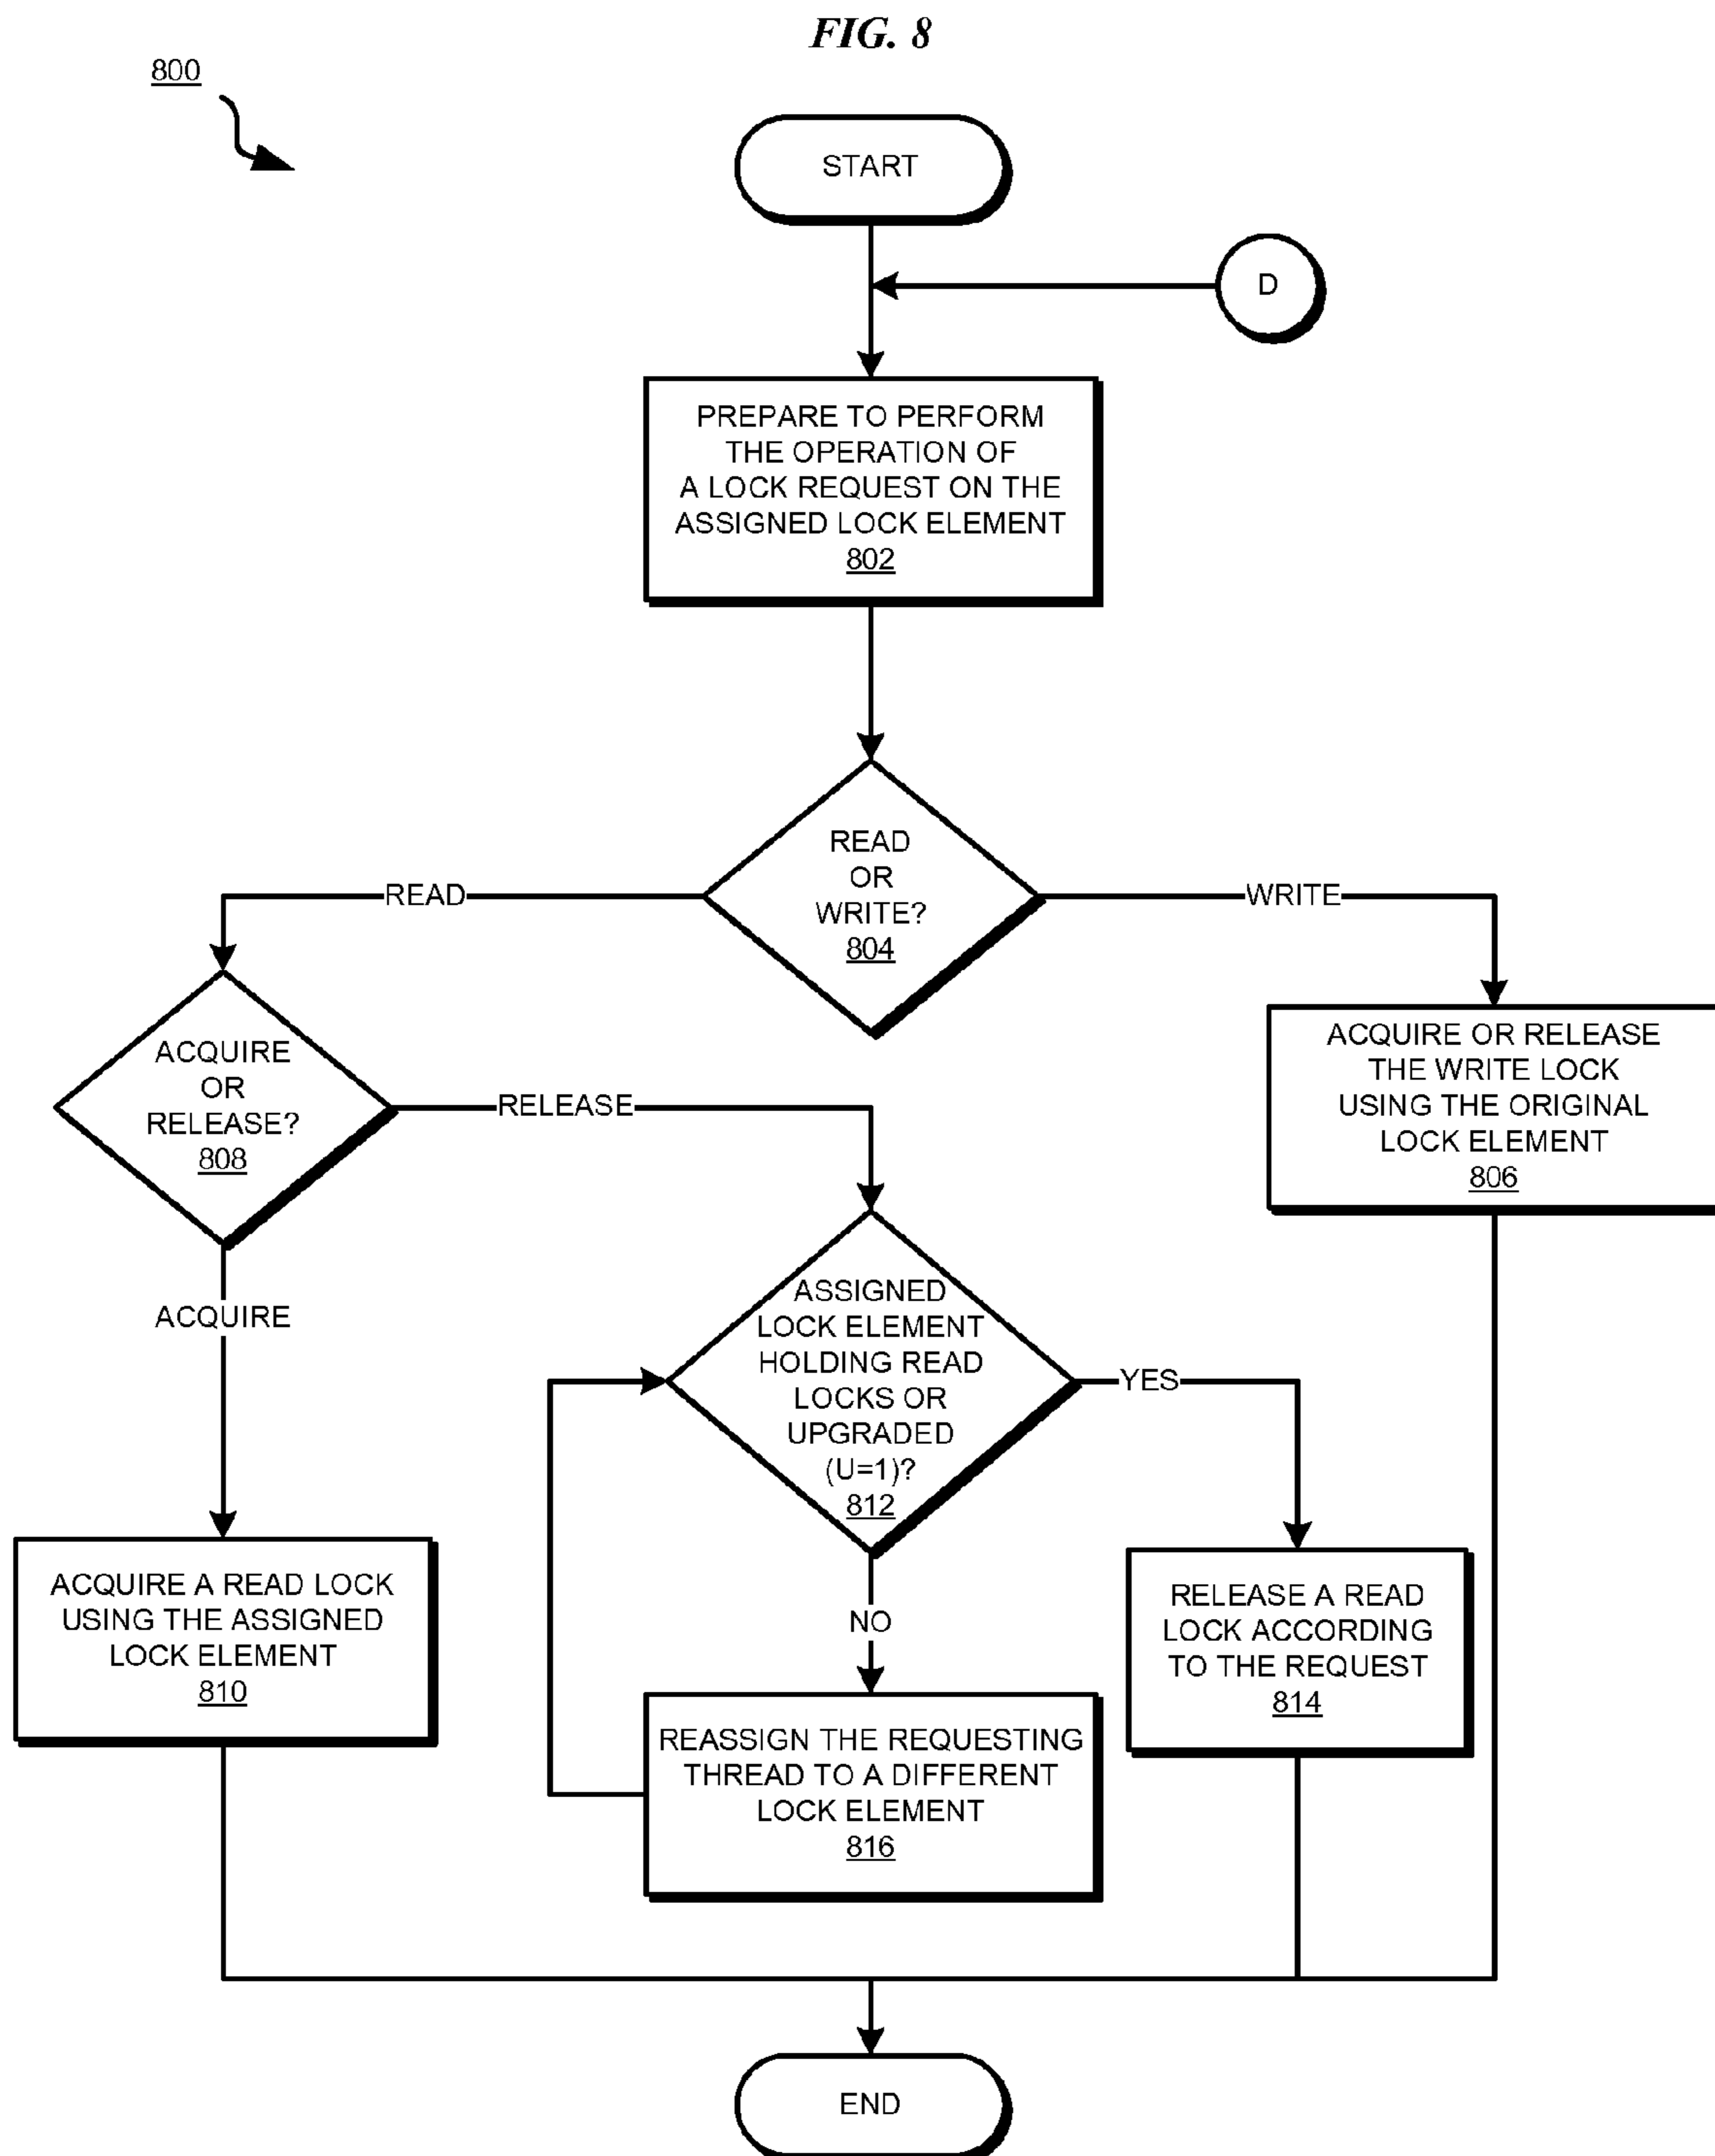 FIG. 8
800
START
D
PREPARE TO PERFORM
THE OPERATION OF
A LOCK REQUEST ON THE
ASSIGNED LOCK ELEMENT
802
READ
OR
WRITE?
804
READ
WRITE
ACQUIRE
OR
RELEASE?
808
RELEASE
ACQUIRE OR RELEASE
THE WRITE LOCK
USING THE ORIGINAL
LOCK ELEMENT
806
ACQUIRE
ASSIGNED
LOCK ELEMENT
HOLDING READ
LOCKS OR
UPGRADED
(U=1)?
812
YES
NO
ACQUIRE A READ LOCK
USING THE ASSIGNED
LOCK ELEMENT
810
RELEASE A READ
LOCK ACCORDING
TO THE REQUEST
814
REASSIGN THE REQUESTING
THREAD TO A DIFFERENT
LOCK ELEMENT
816
END